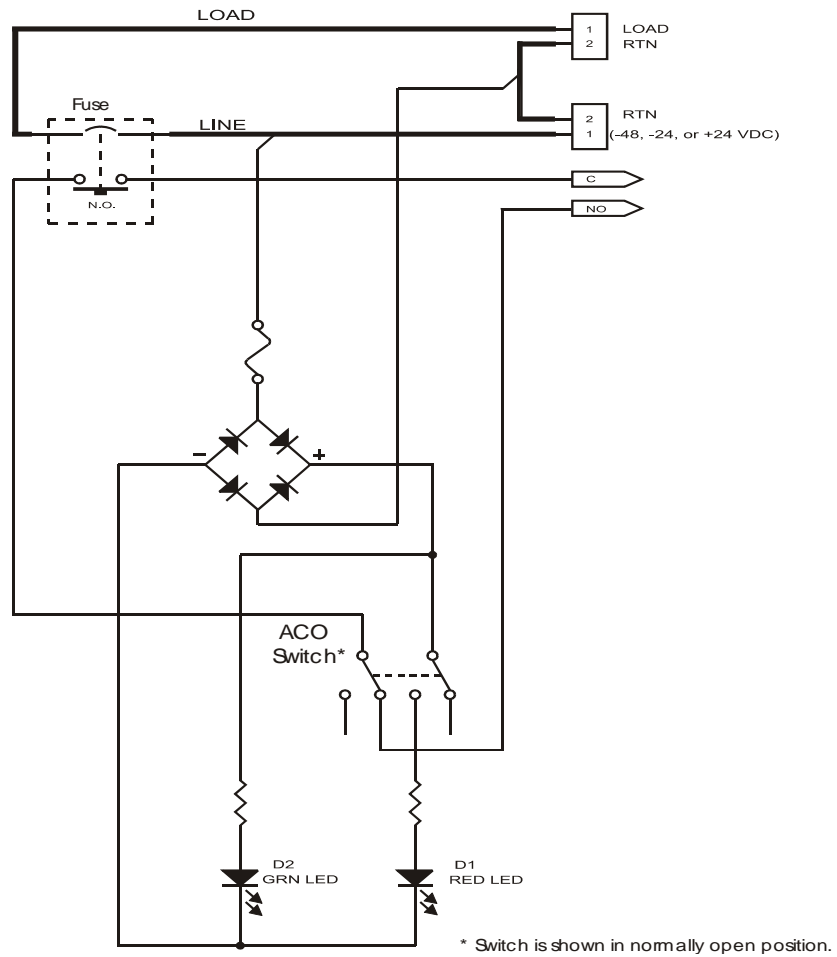 LOAD
1 LOAD
2 RTN
Fuse
LINE
2 RTN
1 (-48, -24, or +24 VDC)
C
N.O.
NO
- +
ACO
Switch*
D2
GRN LED
D1
RED LED
* Switch is shown in normally open position.